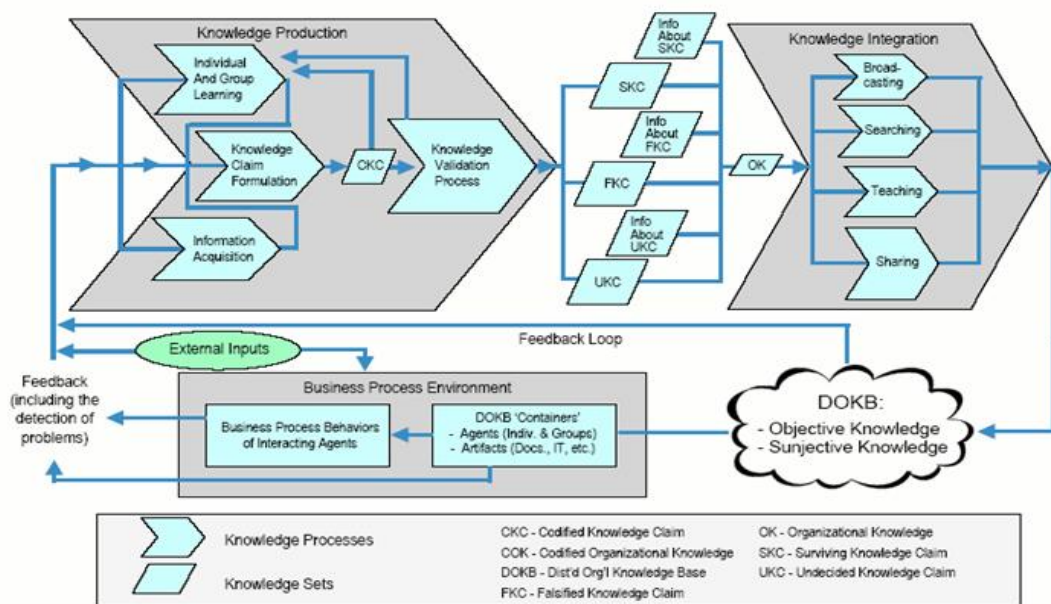 Knowledge Production
Individual
And Group
Learning
Knowledge
Claim
Formulation
Information
Acquisition
CKC
Knowledge
Validation
Process
Info
About
SKC
SKC
Info
About
FKC
FKC
Info
About
UKC
UKC
OK
Knowledge Integration
Broad-
casting
Searching
Teaching
Sharing
Feedback Loop
External Inputs
Feedback
(including the
detection of
problems)
Business Process Environment
Business Process Behaviors
of Interacting Agents
DOKB 'Containers'
- Agents (Indiv. & Groups)
- Artifacts (Docs., IT, etc.)
DOKB:
- Objective Knowledge
- Sunjective Knowledge
Knowledge Processes
Knowledge Sets
CKC - Codified Knowledge Claim
COK - Codified Organizational Knowledge
DOKB - Dist'd Org'l Knowledge Base
FKC - Falsified Knowledge Claim
OK - Organizational Knowledge
SKC - Surviving Knowledge Claim
UKC - Undecided Knowledge Claim